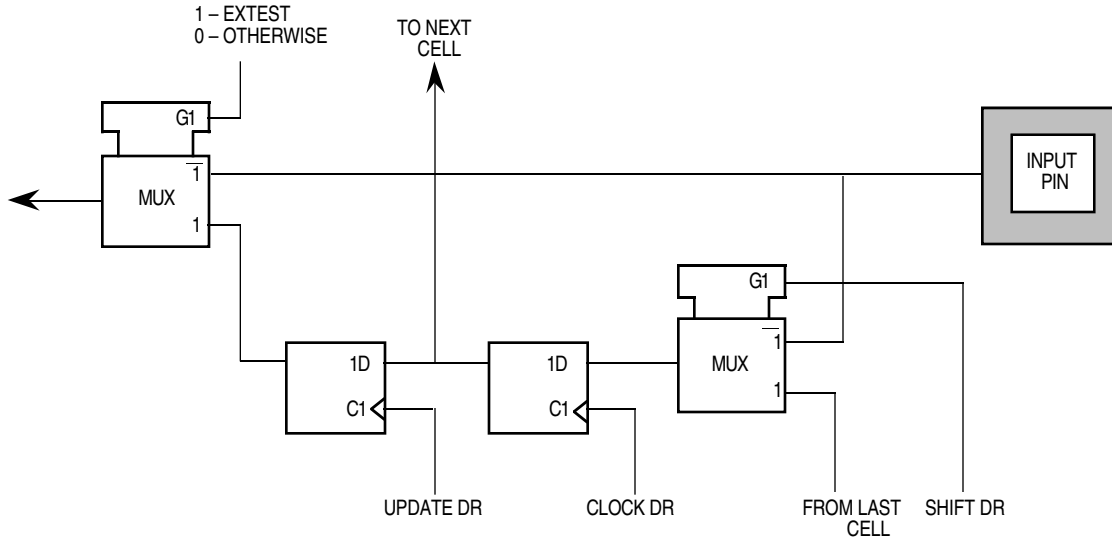 1 – EXTEST
0 – OTHERWISE
TO NEXT
CELL
G1
1
MUX
1
INPUT
PIN
G1
1
MUX
1
1D
C1
1D
C1
UPDATE DR
CLOCK DR
FROM LAST
CELL
SHIFT DR